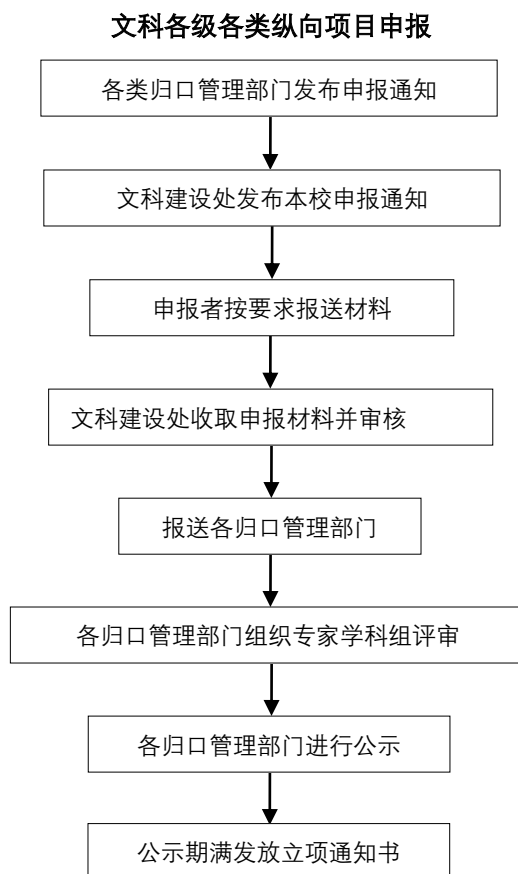 文科各级各类纵向项目申报
各类归口管理部门发布申报通知
文科建设处发布本校申报通知
申报者按要求报送材料
文科建设处收取申报材料并审核
报送各归口管理部门
各归口管理部门组织专家学科组评审
各归口管理部门进行公示
公示期满发放立项通知书